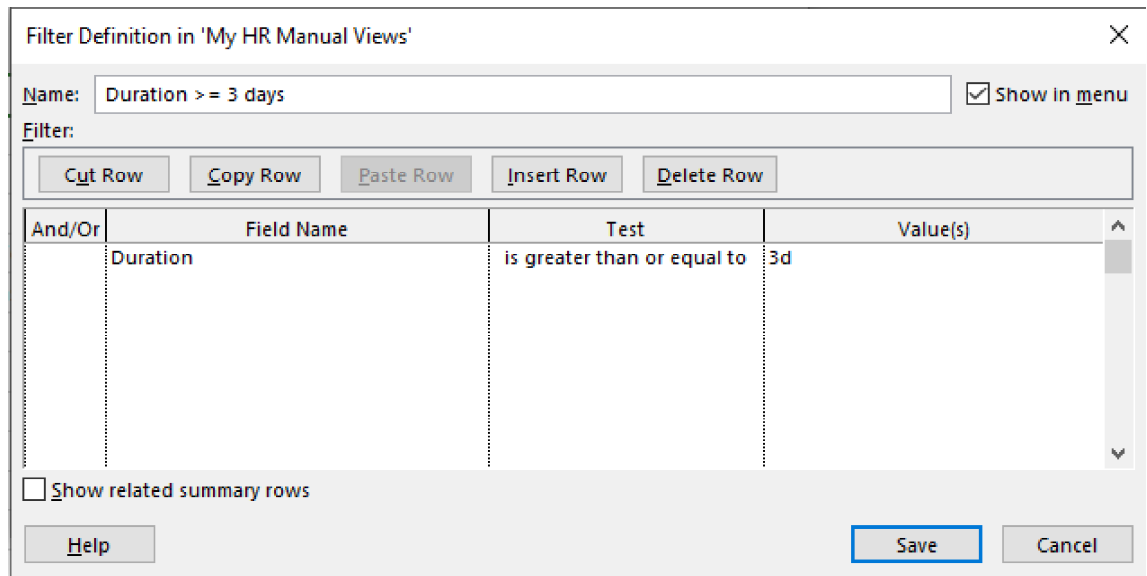 Filter Definition in 'My HR Manual Views'
Name: Duration >= 3 days Show in menu
Filter:
Cut Row Copy Row Paste Row Insert Row Delete Row
And/Or Field Name Test Value(s)
Duration is greater than or equal to 3d
Show related summary rows
Help Save Cancel